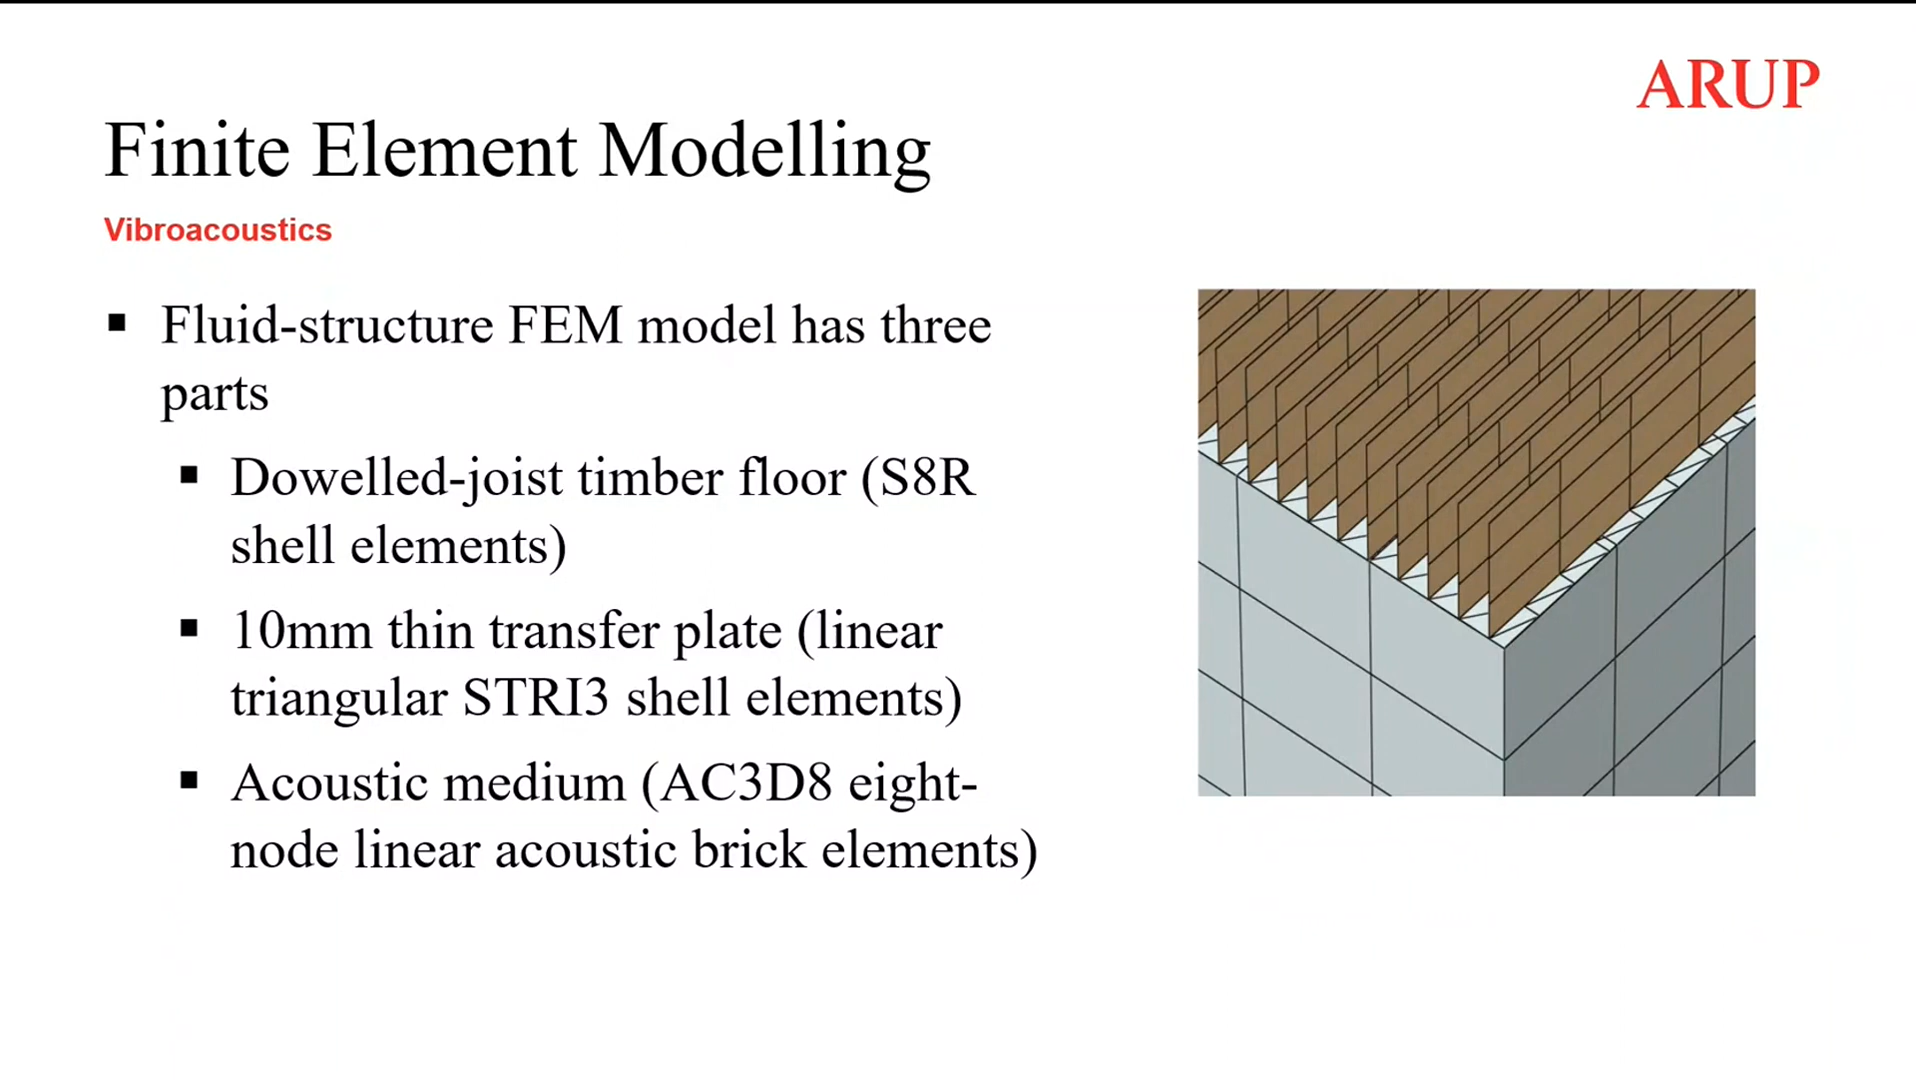 ARUP
Finite Element Modelling
Vibroacoustics
▪ Fluid-structure FEM model has three
parts
▪ Dowelled-joist timber floor (S8R
shell elements)
▪ 10mm thin transfer plate (linear
triangular STRI3 shell elements)
▪ Acoustic medium (AC3D8 eight-
node linear acoustic brick elements)